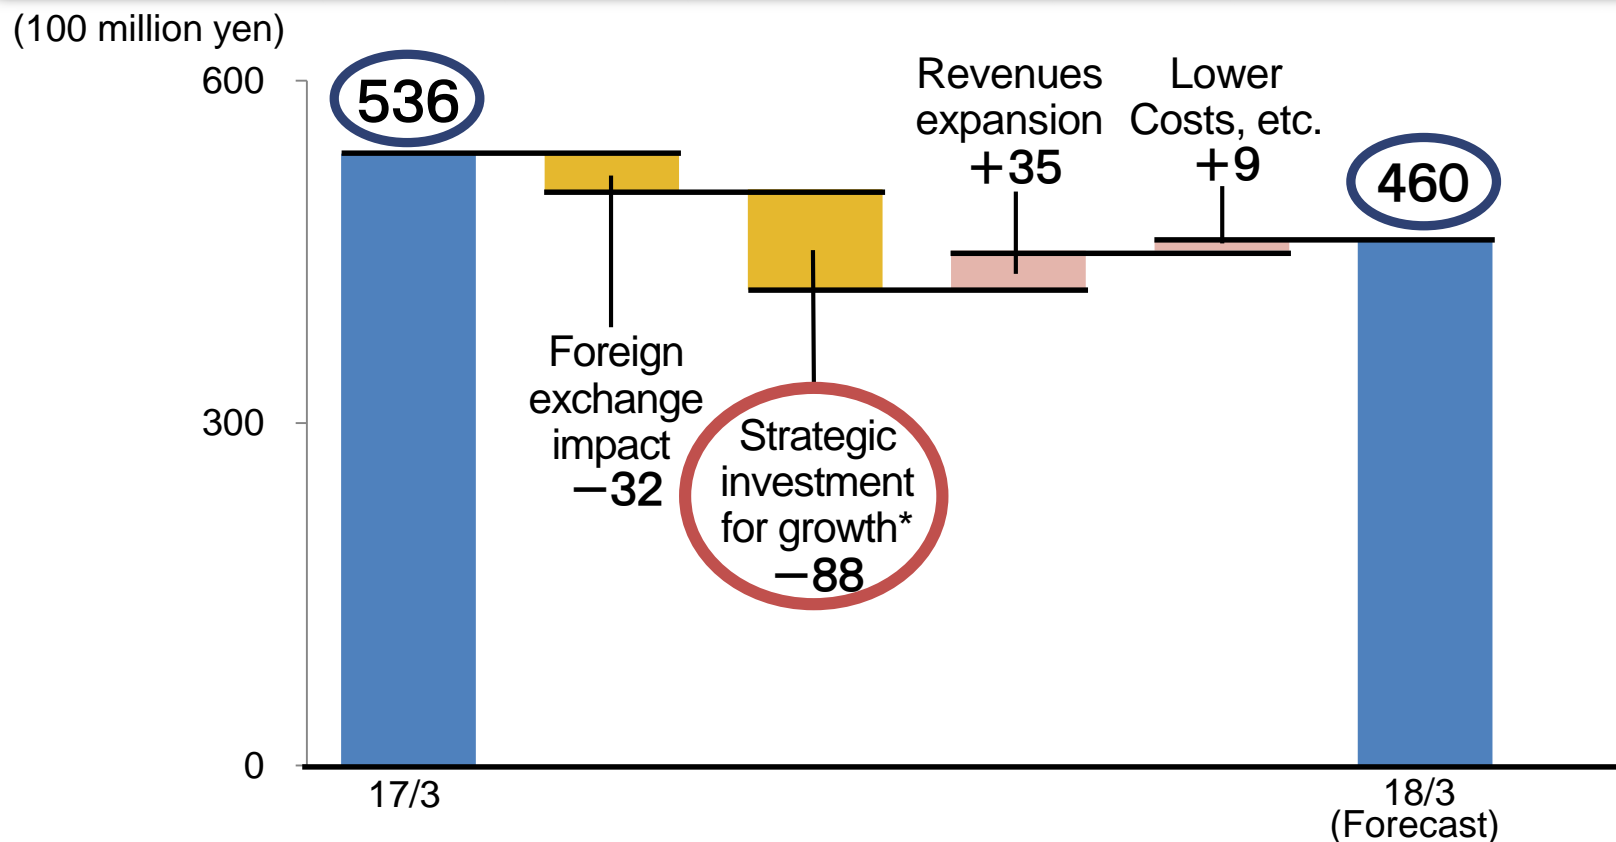 (100 million yen)
600
300
0
536
Foreign
exchange
impact
−32
Strategic
investment
for growth*
−88
Revenues
expansion
+35
Lower
Costs, etc.
+9
460
17/3
18/3
(Forecast)